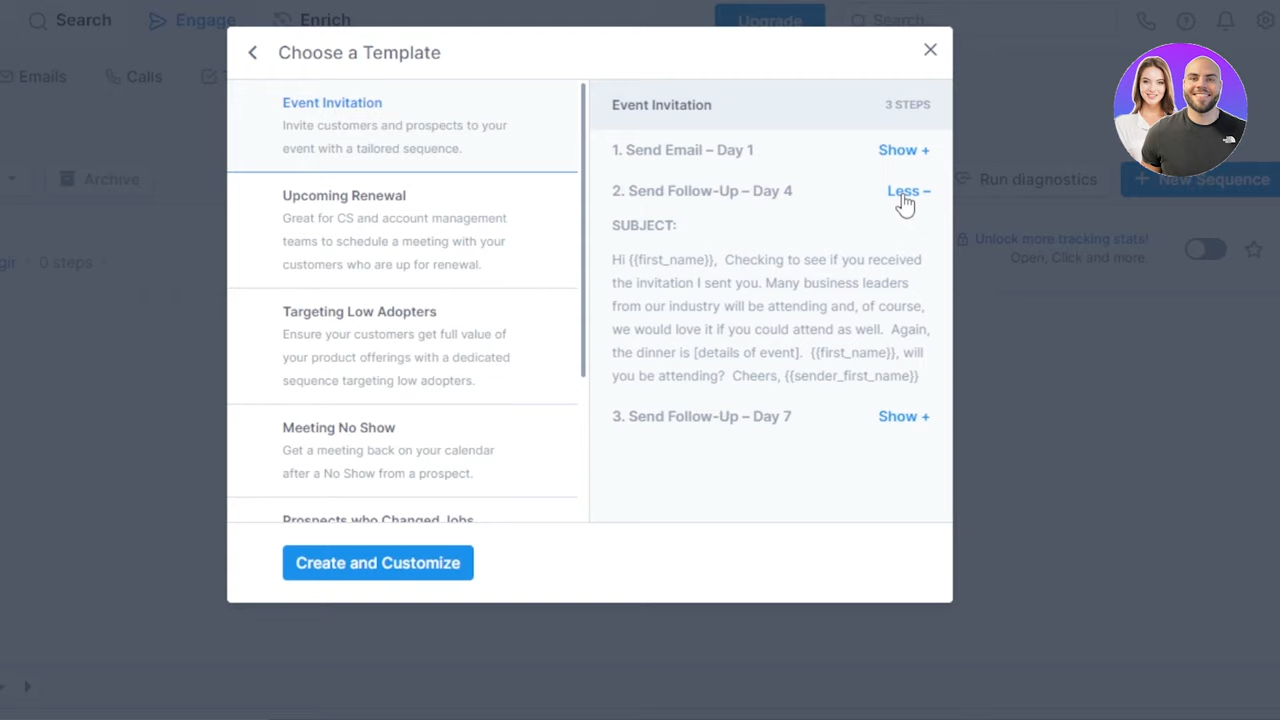 Search
Engage
Enrich
Upgrade
Search...
Emails
Calls
Choose a Template
Event Invitation
Invite customers and prospects to your
event with a tailored sequence.
Upcoming Renewal
Great for CS and account management
teams to schedule a meeting with your
customers who are up for renewal.
Targeting Low Adopters
Ensure your customers get full value of
your product offerings with a dedicated
sequence targeting low adopters.
Meeting No Show
Get a meeting back on your calendar
after a No Show from a prospect.
Prospects who Changed Jobs
Create and Customize
Event Invitation
3 STEPS
1. Send Email – Day 1
Show +
2. Send Follow-Up – Day 4
Less –
SUBJECT:
Hi {{first_name}}, Checking to see if you received
the invitation I sent you. Many business leaders
from our industry will be attending and, of course,
we would love it if you could attend as well. Again,
the dinner is [details of event]. {{first_name}}, will
you be attending? Cheers, {{sender_first_name}}
3. Send Follow-Up – Day 7
Show +
Archive
Run diagnostics
+ New Sequence
0 steps
Unlock more tracking stats!
Open, Click and more.